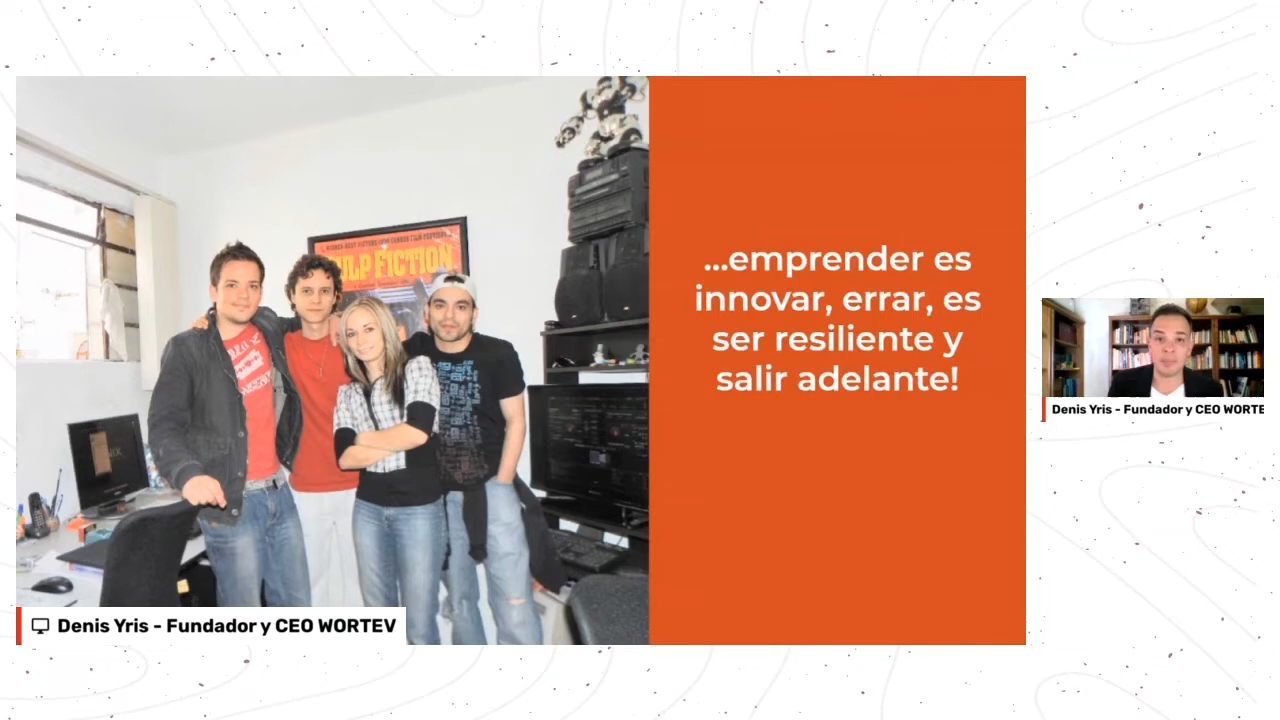 PULP FICTION
...emprender es
innovar, errar, es
ser resiliente y
salir adelante!
Denis Yris - Fundador y CEO WORTEV
Denis Yris - Fundador y CEO WORTE